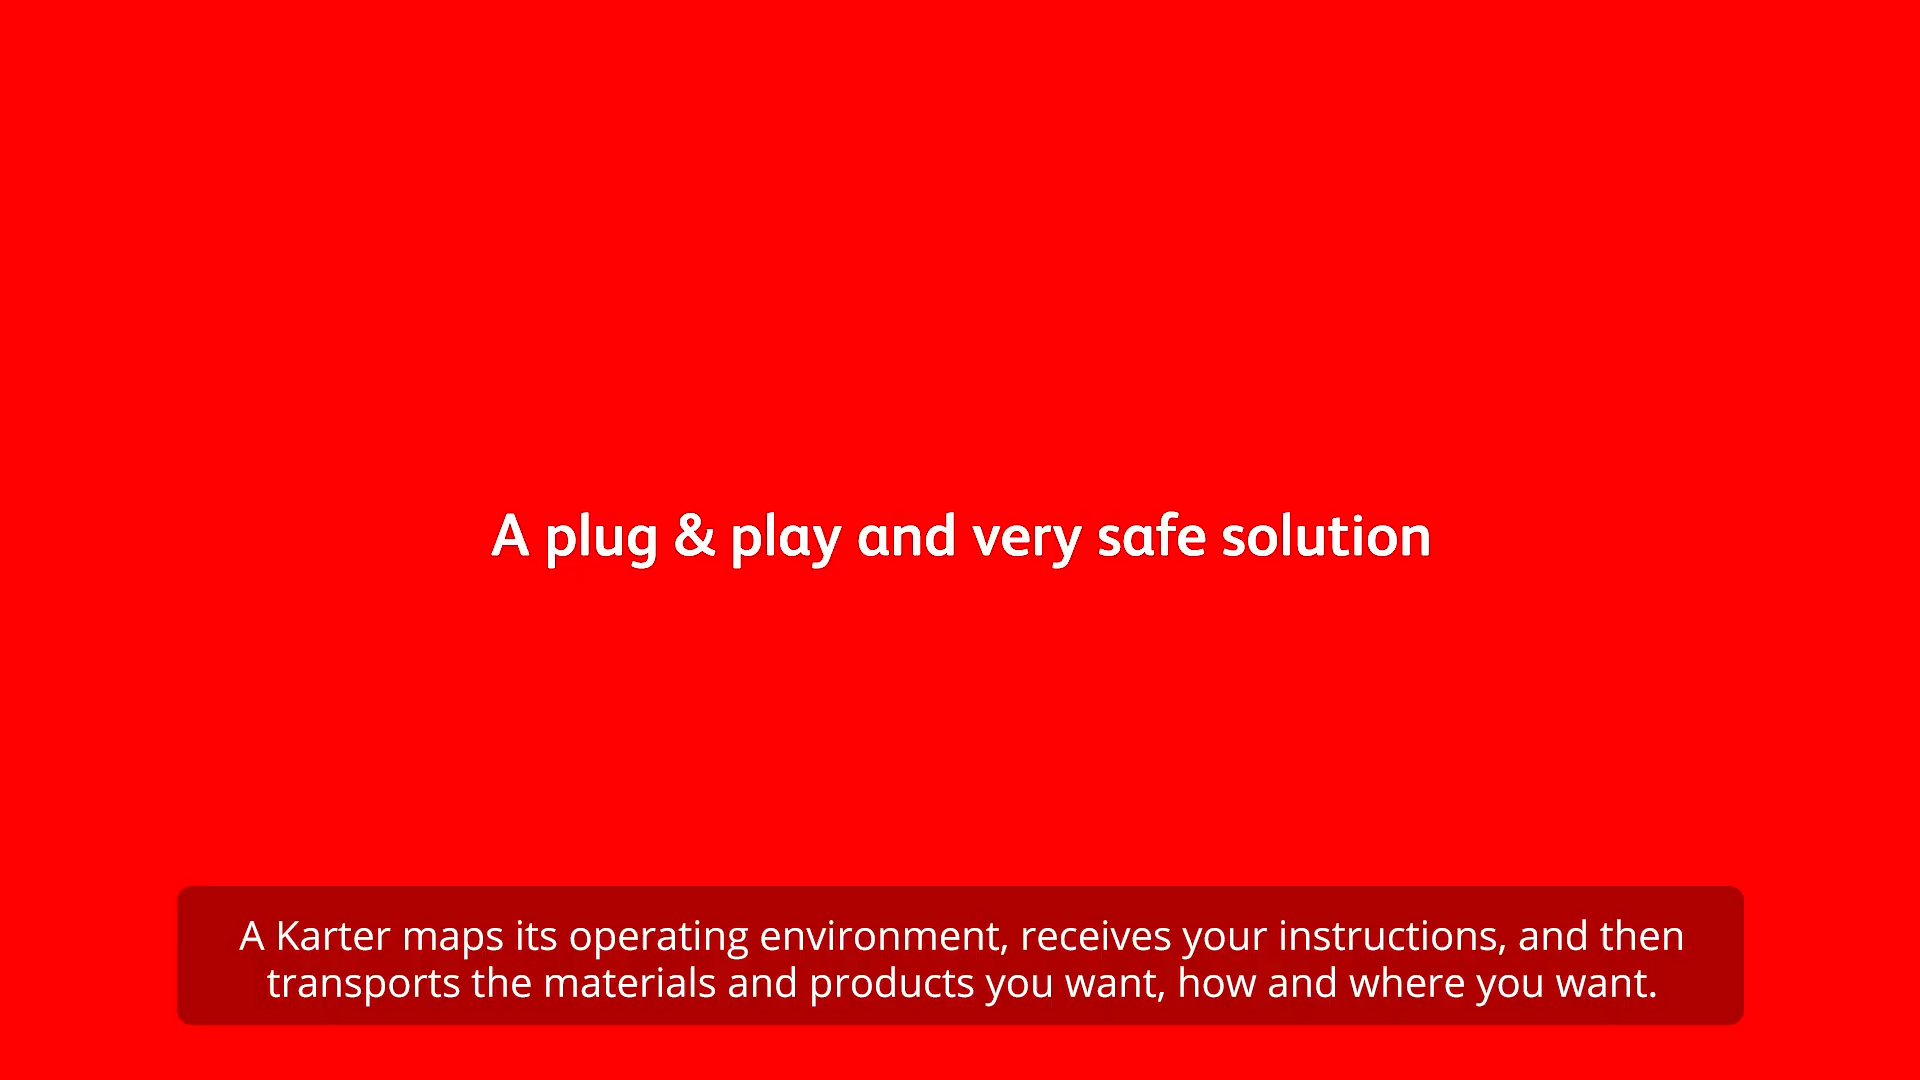 A plug & play and very safe solution
A Karter maps its operating environment, receives your instructions, and then
transports the materials and products you want, how and where you want.